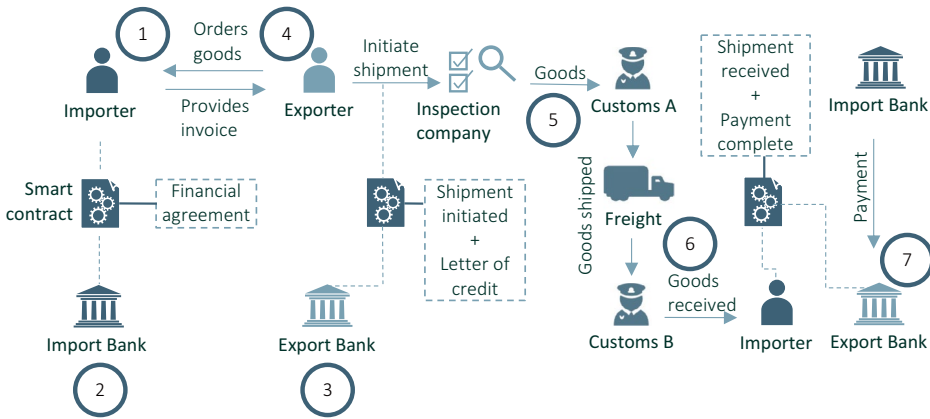 1
Orders
goods
4
Initiate
shipment
Provides
invoice
Importer
Exporter
Inspection
company
Goods
5
Customs A
Shipment
received
+
Payment
complete
Import Bank
Smart
contract
Financial
agreement
Shipment
initiated
+
Letter of
credit
Goods shipped
Freight
6
Payment
7
Goods
received
Import Bank
Export Bank
Customs B
Importer
Export Bank
2
3